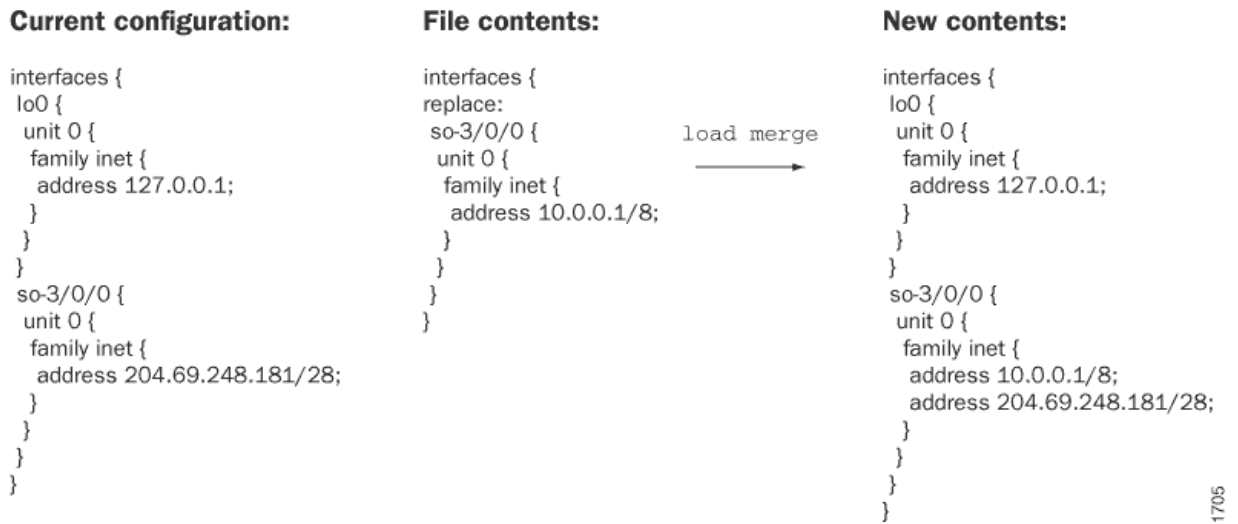 Current configuration:
interfaces {
lo0 {
unit 0 {
family inet {
address 127.0.0.1;
}
}
}
so-3/0/0 {
unit 0 {
family inet {
address 204.69.248.181/28;
}
}
}
}
File contents:
interfaces {
replace:
so-3/0/0 {
unit 0 {
family inet {
address 10.0.0.1/8;
}
}
}
}
load merge
New contents:
interfaces {
lo0 {
unit 0 {
family inet {
address 127.0.0.1;
}
}
}
so-3/0/0 {
unit 0 {
family inet {
address 10.0.0.1/8;
address 204.69.248.181/28;
}
}
}
}
1705